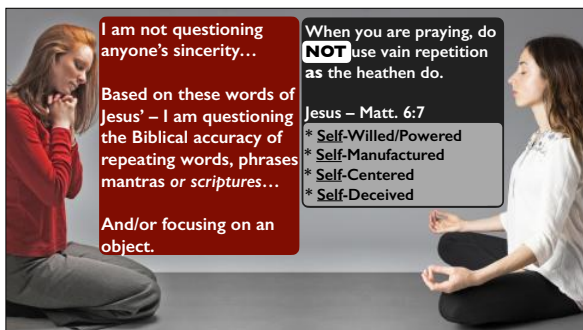 I am not questioning
anyone's sincerity…
Based on these words of
Jesus' – I am questioning
the Biblical accuracy of
repeating words, phrases
mantras or scriptures…
And/or focusing on an
object.
When you are praying, do
NOT use vain repetition
as the heathen do.
Jesus – Matt. 6:7
* Self-Willed/Powered
* Self-Manufactured
* Self-Centered
* Self-Deceived